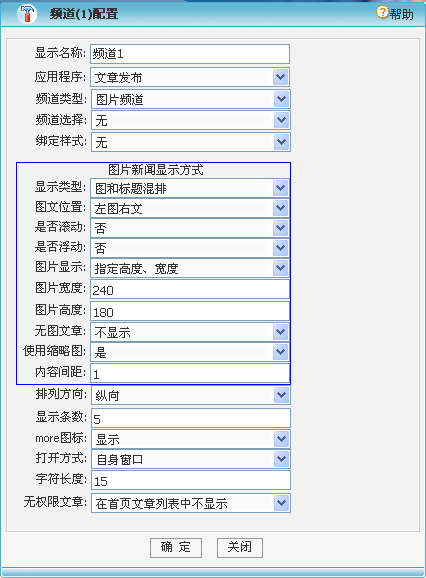 频道(1)配置
帮助
显示名称: 频道1
应用程序: 文章发布
频道类型: 图片频道
频道选择: 无
绑定样式: 无
图片新闻显示方式
显示类型: 图和标题混排
图文位置: 左图右文
是否滚动: 否
是否浮动: 否
图片显示: 指定高度、宽度
图片宽度: 240
图片高度: 180
无图文章: 不显示
使用缩略图: 是
内容间距: 1
排列方向: 纵向
显示条数: 5
more图标: 显示
打开方式: 自身窗口
字符长度: 15
无权限文章: 在首页文章列表中不显示
确 定 关闭